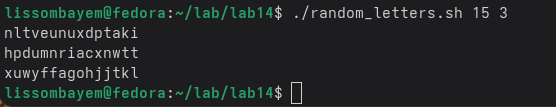 lissombayem@fedora:~/lab/lab14$ ./random_letters.sh 15 3
nltveunuxdptaki
hpdumnriacxnwtt
xuwyffagohjjtkl
lissombayem@fedora:~/lab/lab14$